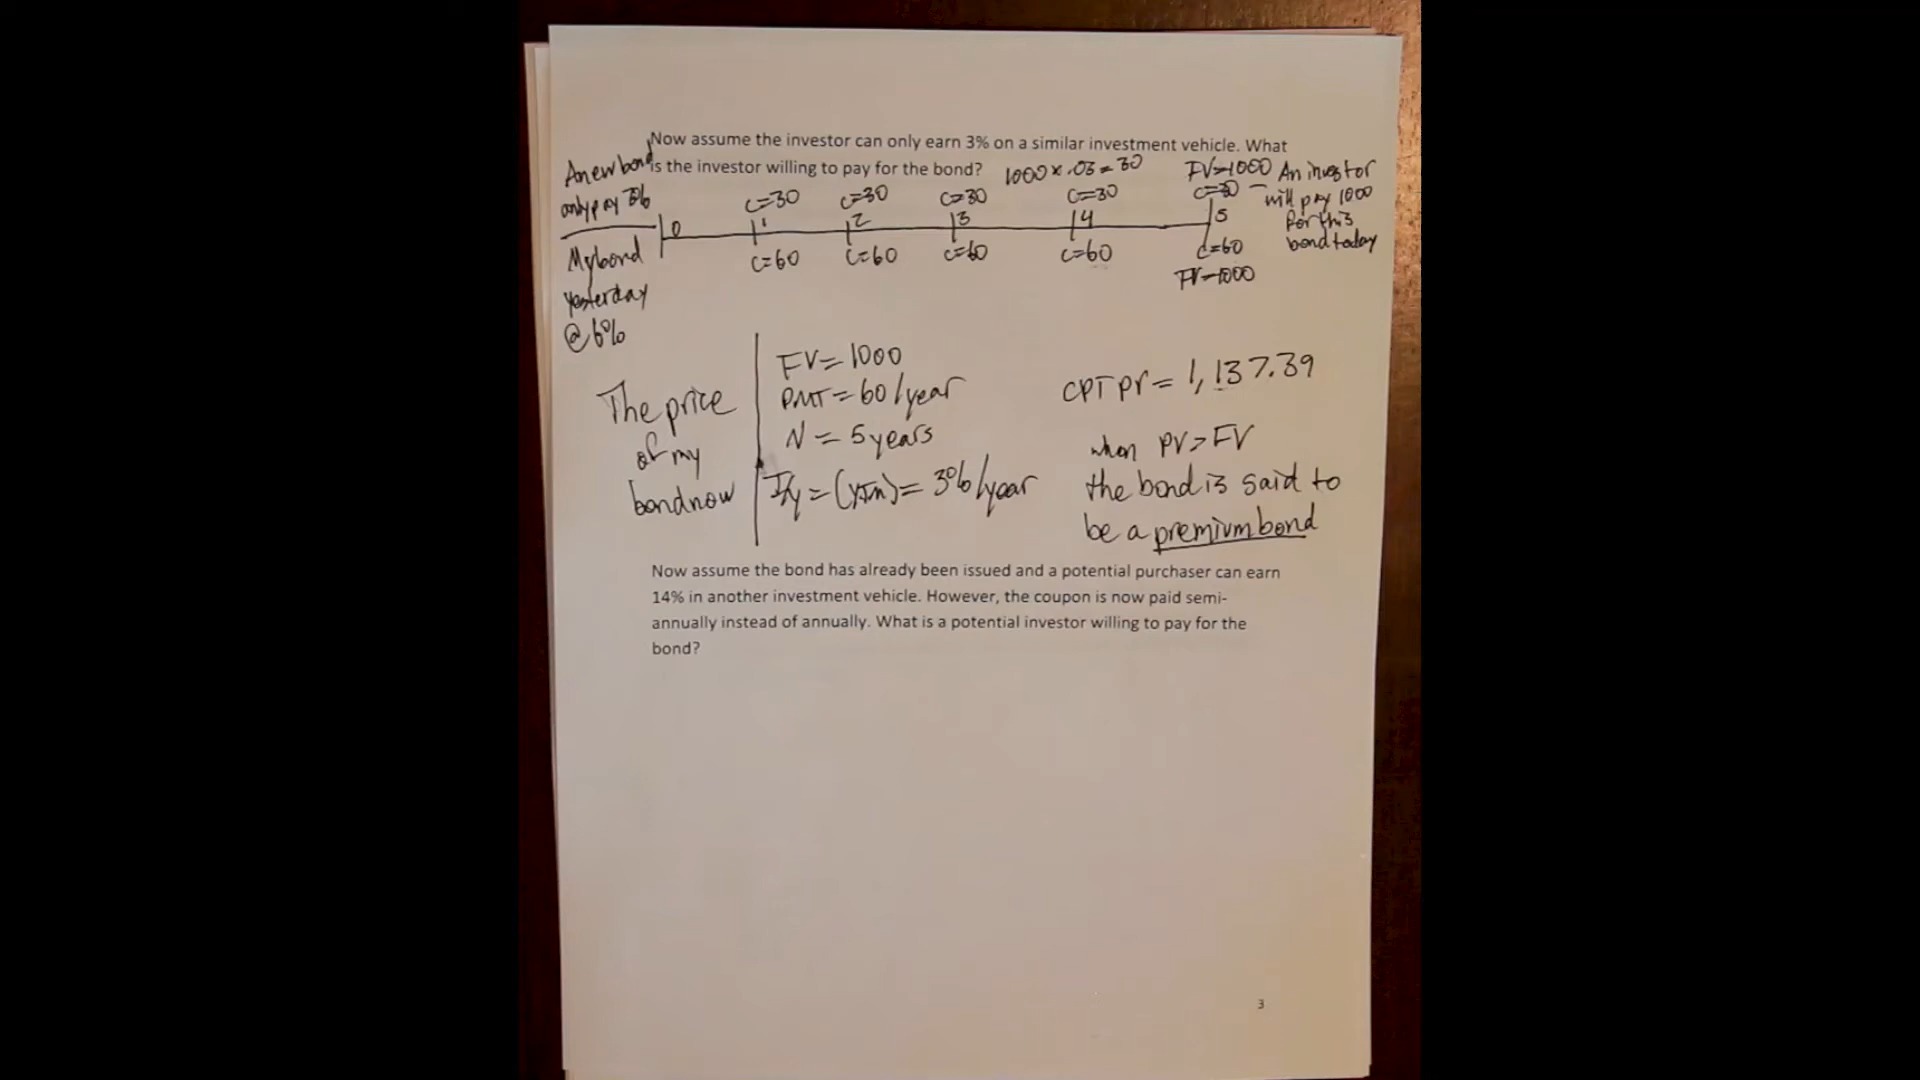 Now assume the investor can only earn 3% on a similar investment vehicle. What
is the investor willing to pay for the bond? 1000 x .03 = 30
A new bond
only pay 3%
FV=1000
An investor
will pay 1000
for this
bond today
c=30 c=30 c=30 c=30 c=30
0 1 2 3 4 5
c=60 c=60 c=60 c=60 c=60
FV=1000
My bond
yesterday
@ 6%
The price
of my
bond now
FV = 1000
PMT = 60/year
N = 5 years
I/y = (YTM) = 3%/year
CPT PV = 1,137.39
when PV > FV
the bond is said to
be a premium bond
Now assume the bond has already been issued and a potential purchaser can earn
14% in another investment vehicle. However, the coupon is now paid semi-
annually instead of annually. What is a potential investor willing to pay for the
bond?
3